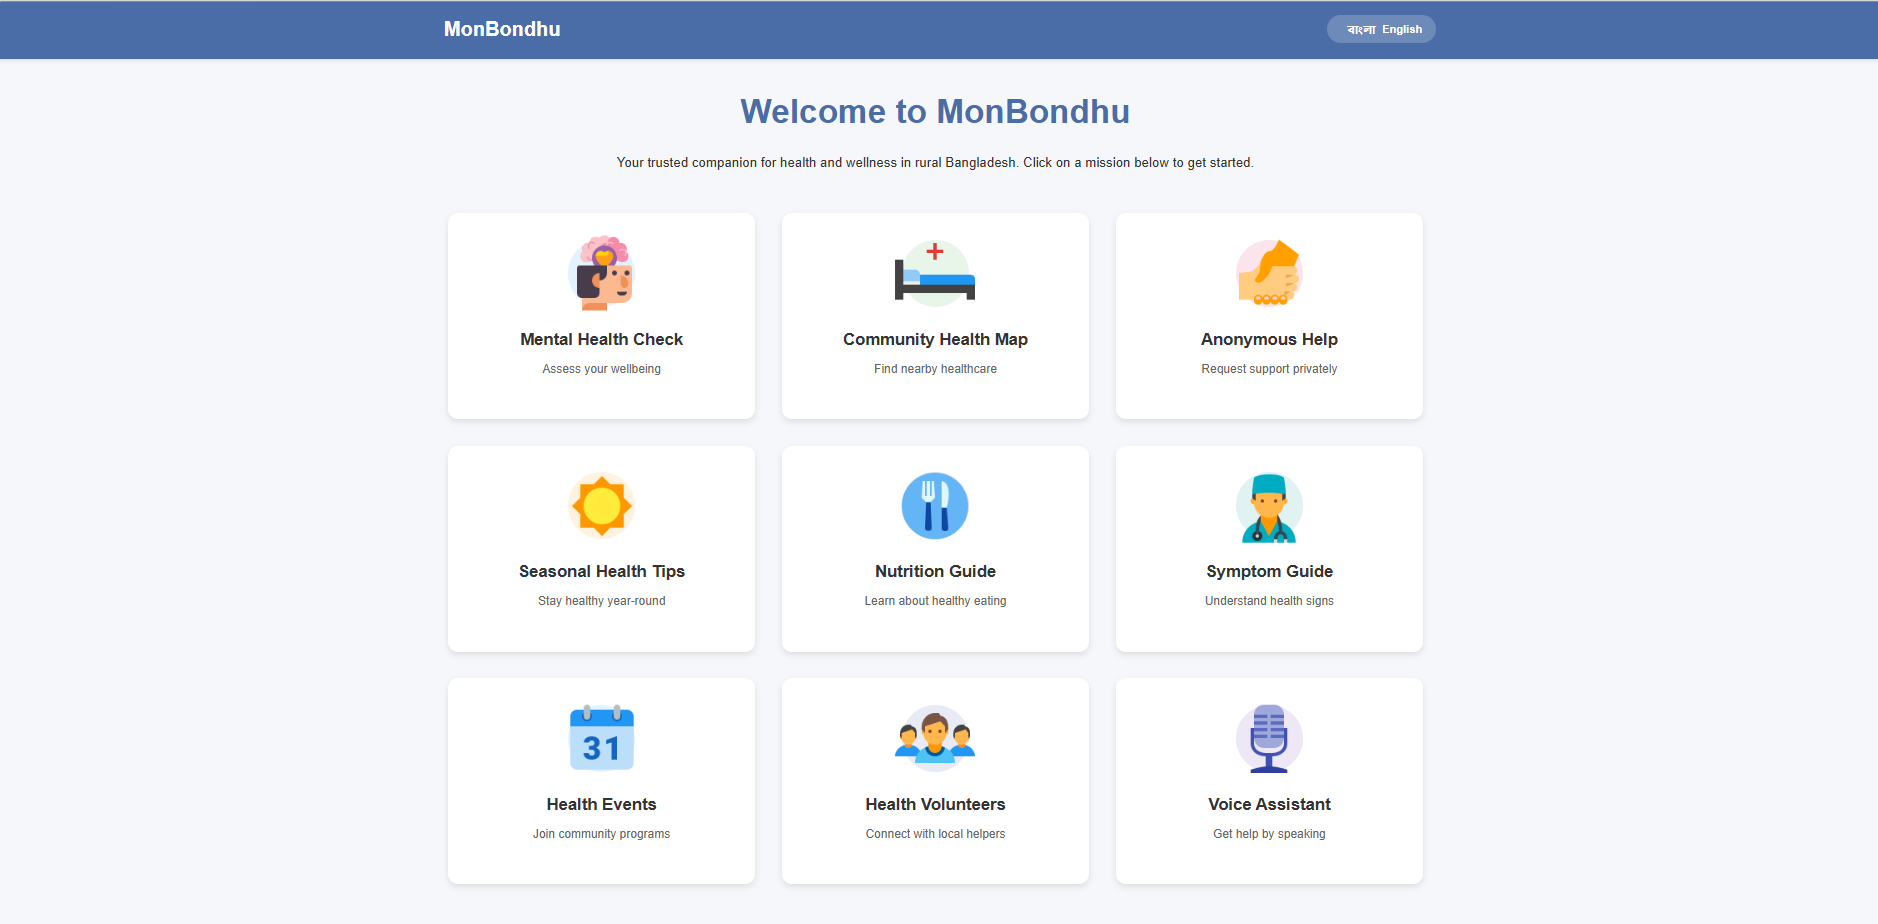 MonBondhu
বাংলা English
Welcome to MonBondhu
Your trusted companion for health and wellness in rural Bangladesh. Click on a mission below to get started.
Mental Health Check
Assess your wellbeing
Community Health Map
Find nearby healthcare
Anonymous Help
Request support privately
Seasonal Health Tips
Stay healthy year-round
Nutrition Guide
Learn about healthy eating
Symptom Guide
Understand health signs
31
Health Events
Join community programs
Health Volunteers
Connect with local helpers
Voice Assistant
Get help by speaking